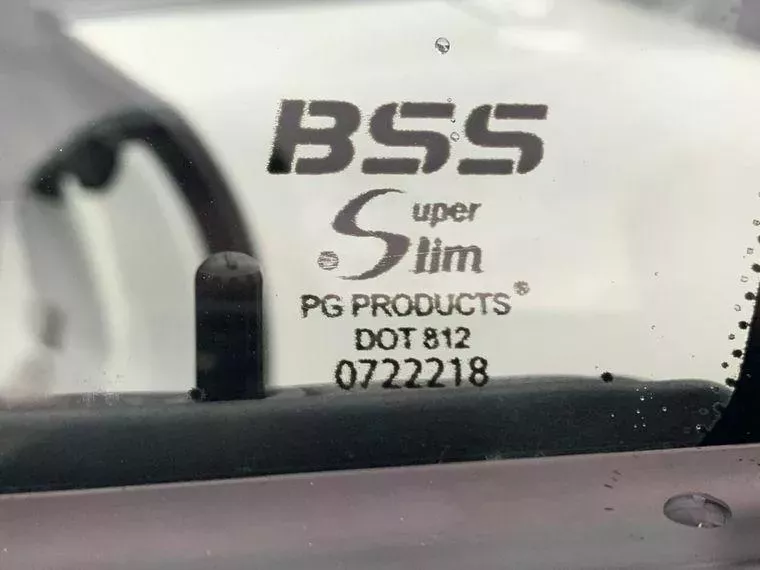 BSS
Super
Slim
PG PRODUCTS®
DOT 812
0722218